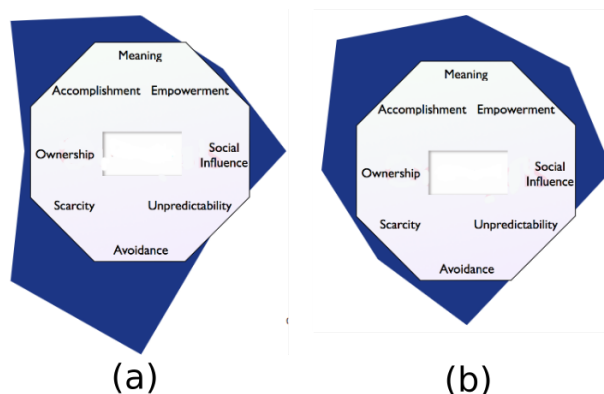 Meaning
Accomplishment Empowerment
Ownership
Social
Influence
Scarcity
Unpredictability
Avoidance
(a)
Meaning
Accomplishment Empowerment
Ownership
Social
Influence
Scarcity
Unpredictability
Avoidance
(b)